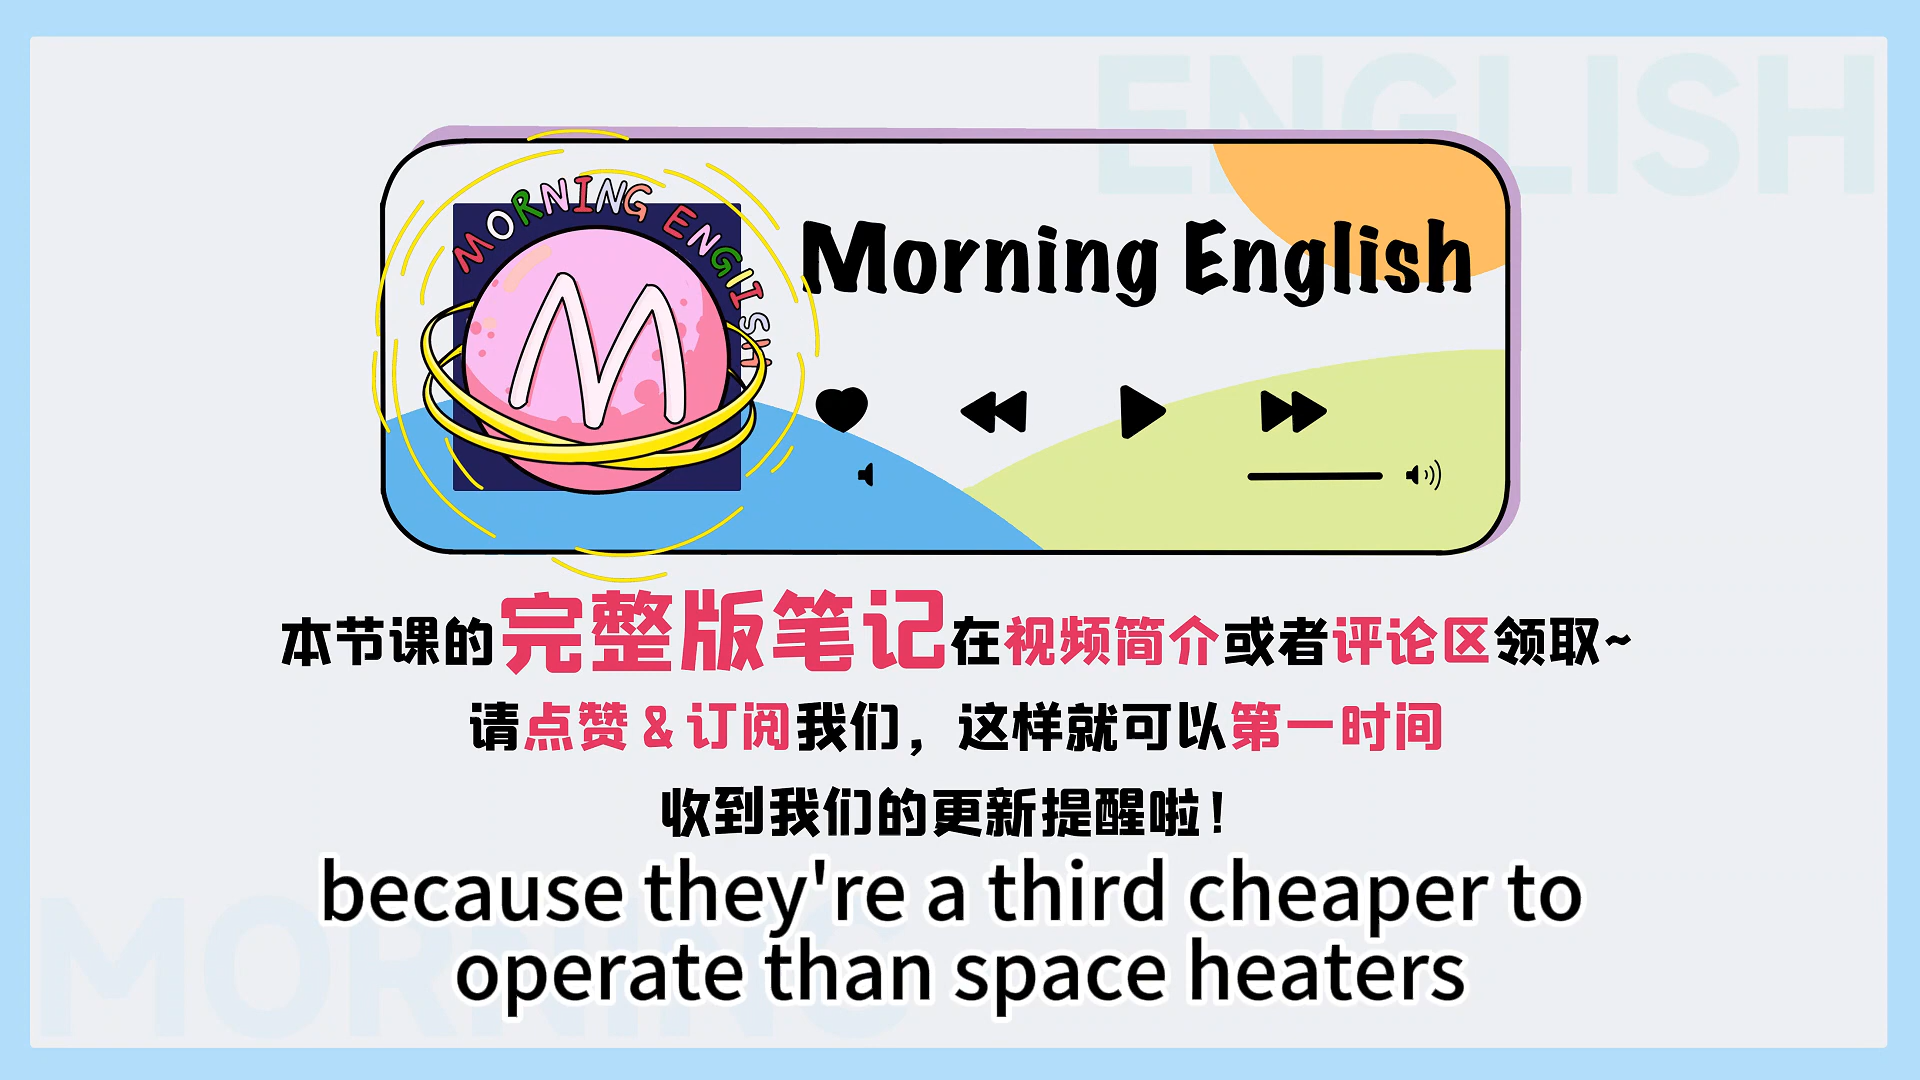 ENGLISH
MORNING ENGLISH
M
Morning English
本节课的完整版笔记在视频简介或者评论区领取~
请点赞&订阅我们，这样就可以第一时间
收到我们的更新提醒啦！
because they're a third cheaper to
operate than space heaters
MORNING